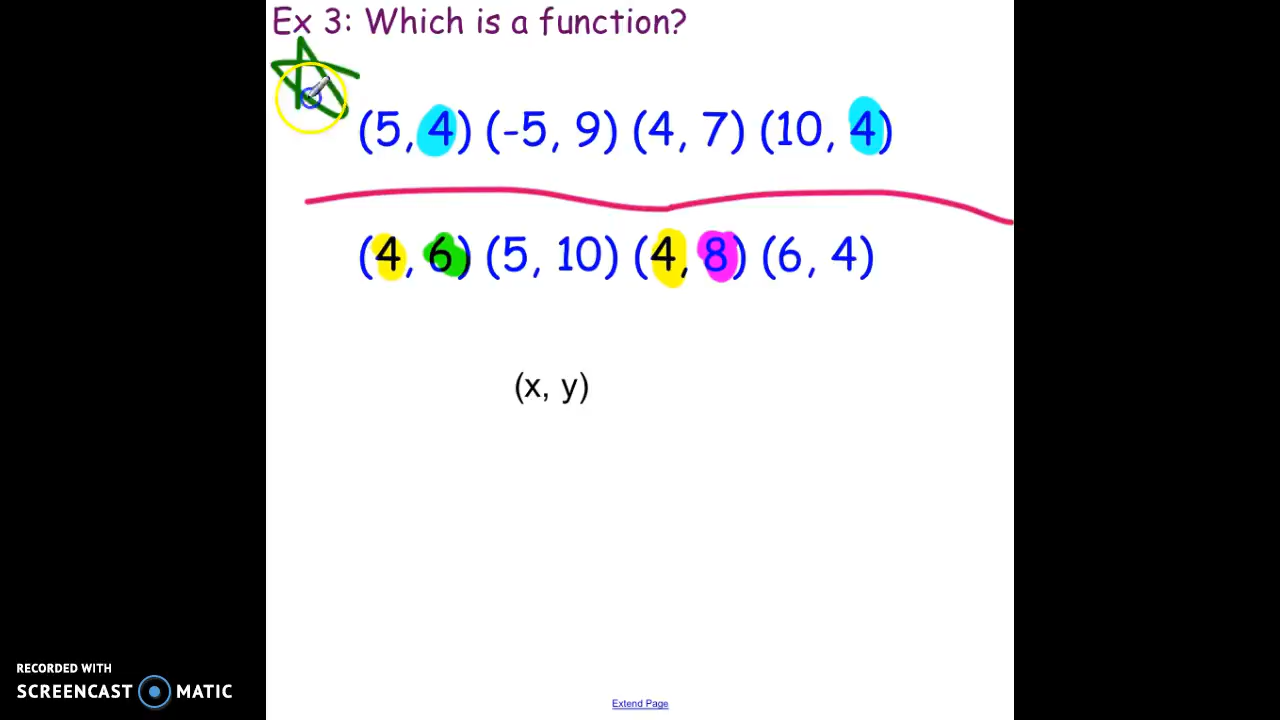 Ex 3: Which is a function?
(5, 4) (-5, 9) (4, 7) (10, 4)
(4, 6) (5, 10) (4, 8) (6, 4)
(x, y)
RECORDED WITH
SCREENCAST MATIC
Extend Page